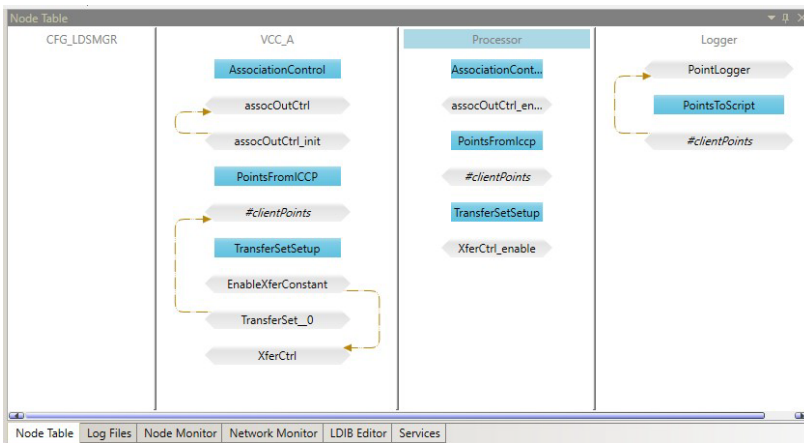 Node Table
CFG_LDSMGR
VCC_A
AssociationControl
assocOutCtrl
assocOutCtrl_init
PointsFromICCP
#clientPoints
TransferSetSetup
EnableXferConstant
TransferSet__0
XferCtrl
Processor
AssociationCont...
assocOutCtrl_en...
PointsFromIccp
#clientPoints
TransferSetSetup
XferCtrl_enable
Logger
PointLogger
PointsToScript
#clientPoints
Node Table Log Files Node Monitor Network Monitor LDIB Editor Services